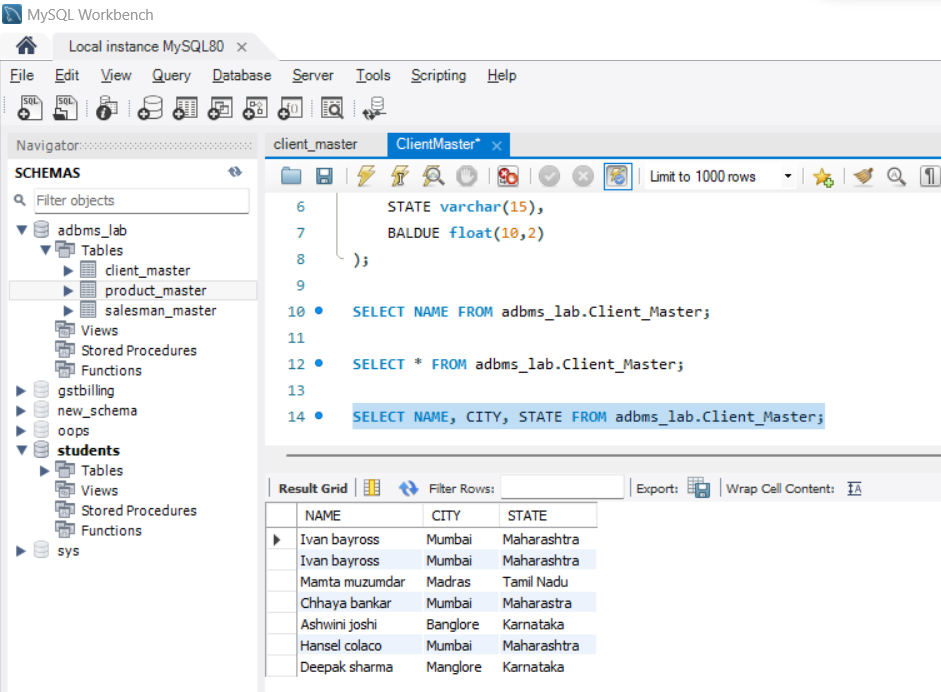 MySQL Workbench
Local instance MySQL80
File Edit View Query Database Server Tools Scripting Help
Navigator
SCHEMAS
Filter objects
adbms_lab
Tables
client_master
product_master
salesman_master
Views
Stored Procedures
Functions
gstbilling
new_schema
oops
students
Tables
Views
Stored Procedures
Functions
sys
client_master ClientMaster*
Limit to 1000 rows
6 STATE varchar(15),
7 BALDUE float(10,2)
8 );
9
10 SELECT NAME FROM adbms_lab.Client_Master;
11
12 SELECT * FROM adbms_lab.Client_Master;
13
14 SELECT NAME, CITY, STATE FROM adbms_lab.Client_Master;
Result Grid Filter Rows: Export: Wrap Cell Content:
NAME CITY STATE
Ivan bayross Mumbai Maharashtra
Ivan bayross Mumbai Maharashtra
Mamta muzumdar Madras Tamil Nadu
Chhaya bankar Mumbai Maharastra
Ashwini joshi Banglore Karnataka
Hansel colaco Mumbai Maharashtra
Deepak sharma Manglore Karnataka